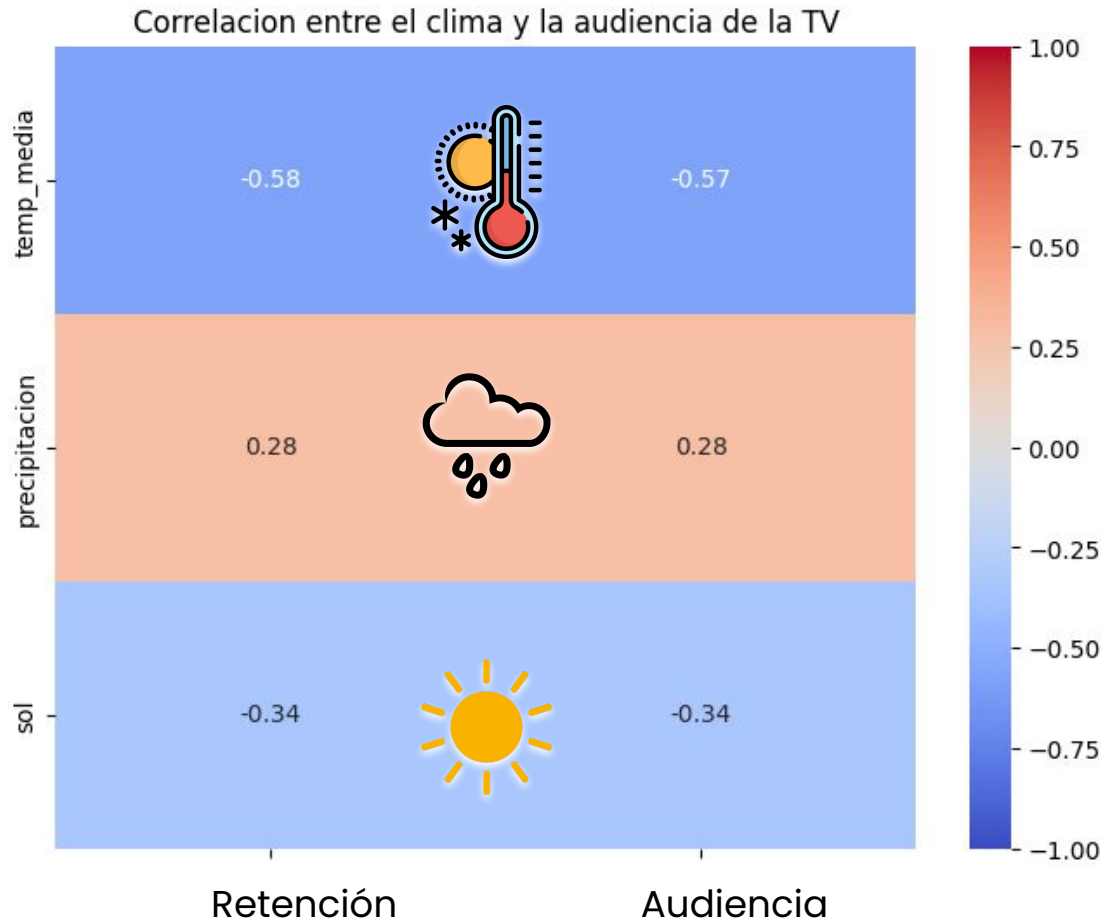 Correlacion entre el clima y la audiencia de la TV
temp_media
-0.58
-0.57
precipitacion
0.28
0.28
sol
-0.34
-0.34
Retención
Audiencia
1.00
0.75
0.50
0.25
0.00
−0.25
−0.50
−0.75
−1.00